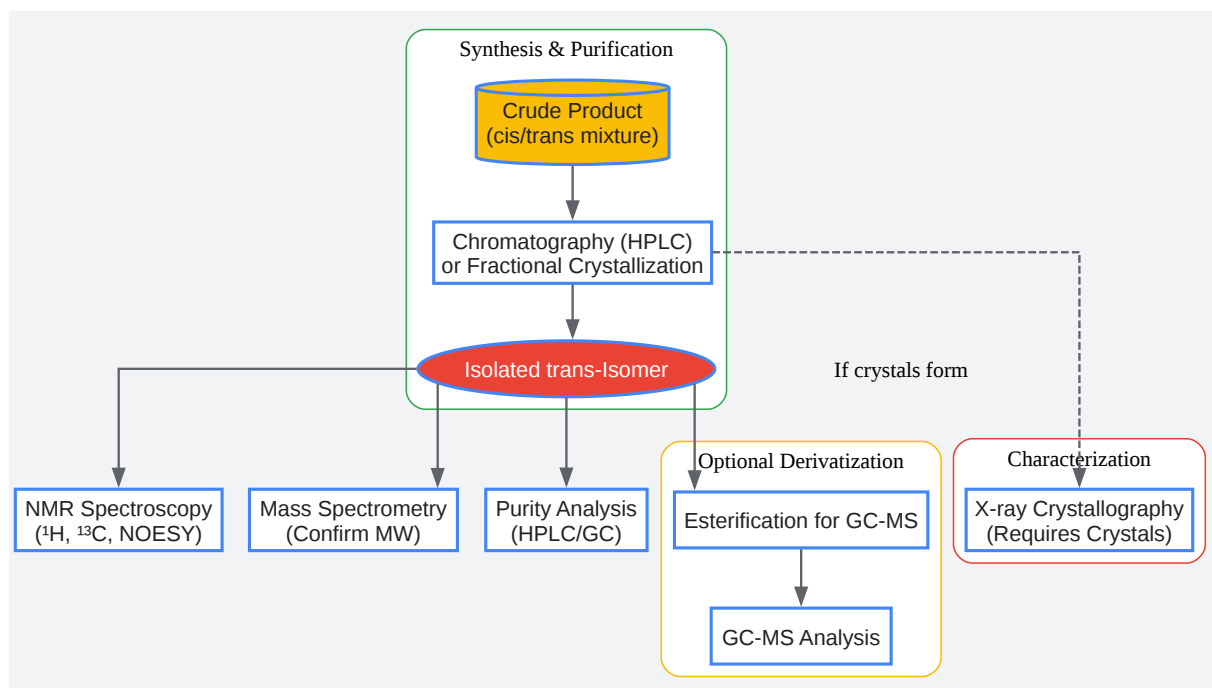 Synthesis & Purification
Crude Product
(cis/trans mixture)
Chromatography (HPLC)
or Fractional Crystallization
Isolated trans-Isomer
If crystals form
Optional Derivatization
Characterization
NMR Spectroscopy
(¹H, ¹³C, NOESY)
Mass Spectrometry
(Confirm MW)
Purity Analysis
(HPLC/GC)
Esterification for GC-MS
X-ray Crystallography
(Requires Crystals)
GC-MS Analysis